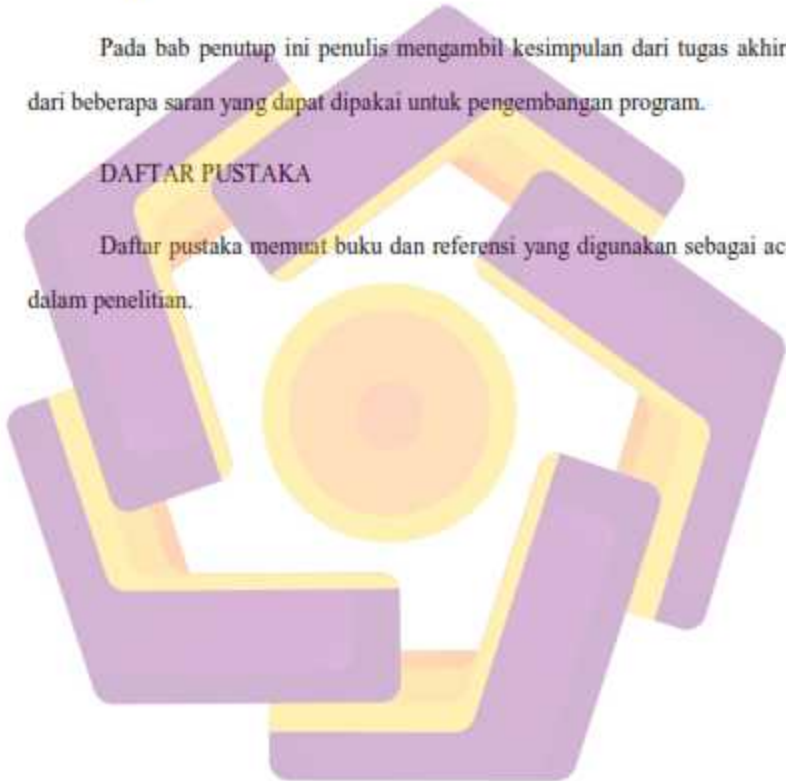 Pada bab penutup ini penulis mengambil kesimpulan dari tugas akhir
dari beberapa saran yang dapat dipakai untuk pengembangan program.
DAFTAR PUSTAKA
Daftar pustaka memuat buku dan referensi yang digunakan sebagai ac
dalam penelitian.